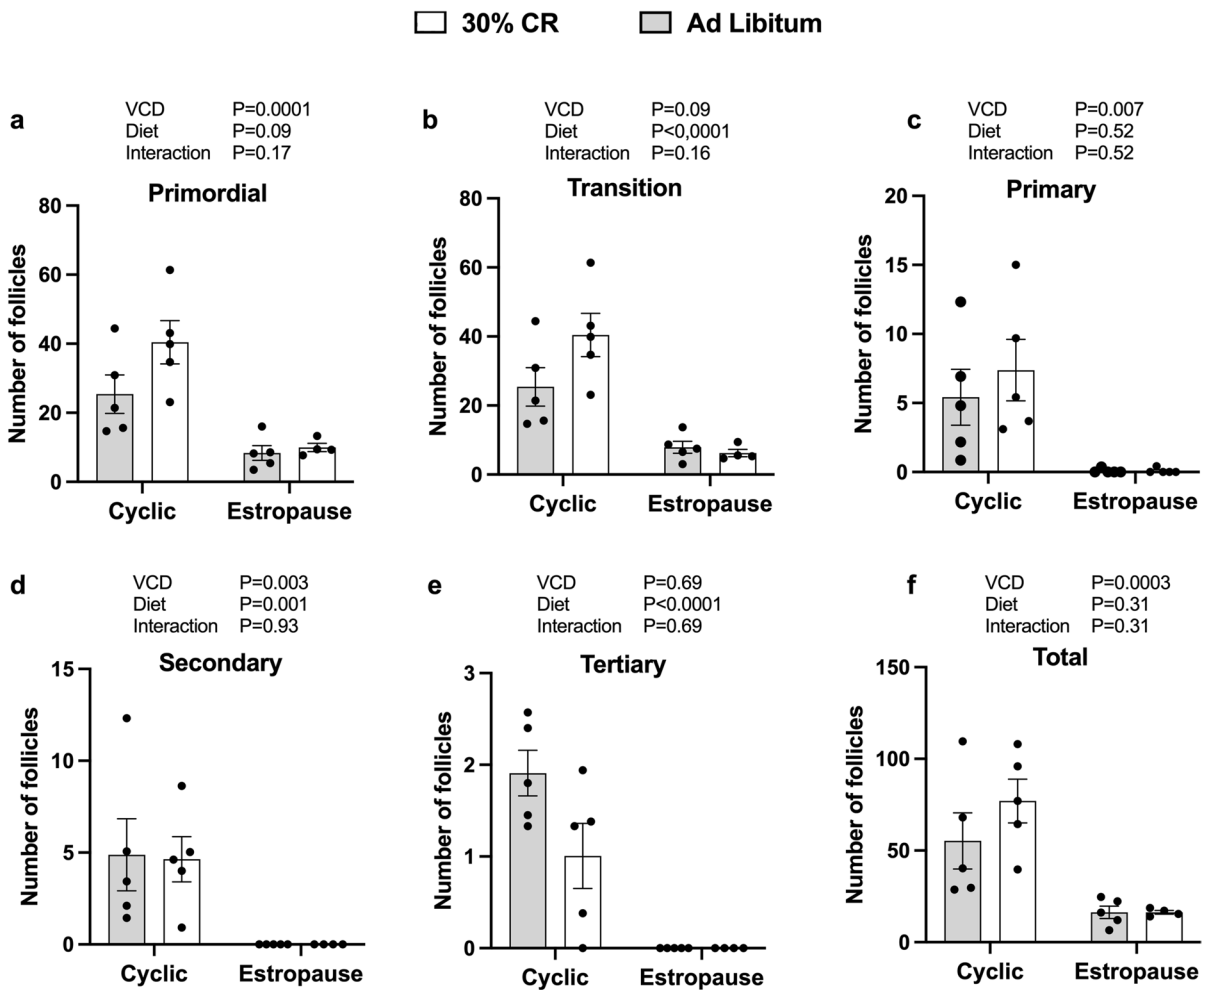 30% CR Ad Libitum
a
VCD P=0.0001
Diet P=0.09
Interaction P=0.17
Primordial
Number of follicles
80
60
40
20
0
Cyclic Estropause
b
VCD P=0.09
Diet P<0,0001
Interaction P=0.16
Transition
Number of follicles
80
60
40
20
0
Cyclic Estropause
c
VCD P=0.007
Diet P=0.52
Interaction P=0.52
Primary
Number of follicles
20
15
10
5
0
Cyclic Estropause
d
VCD P=0.003
Diet P=0.001
Interaction P=0.93
Secondary
Number of follicles
15
10
5
0
Cyclic Estropause
e
VCD P=0.69
Diet P<0.0001
Interaction P=0.69
Tertiary
Number of follicles
3
2
1
0
Cyclic Estropause
f
VCD P=0.0003
Diet P=0.31
Interaction P=0.31
Total
Number of follicles
150
100
50
0
Cyclic Estropause